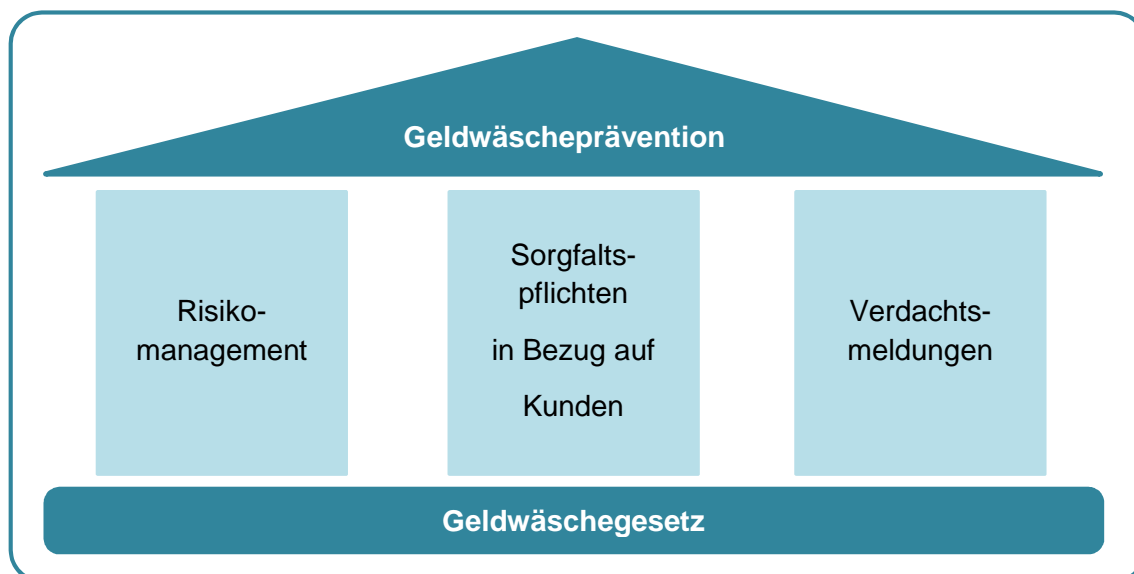 Geldwäscheprävention
Risiko-
management
Sorgfalts-
pflichten
in Bezug auf
Kunden
Verdachts-
meldungen
Geldwäschegesetz